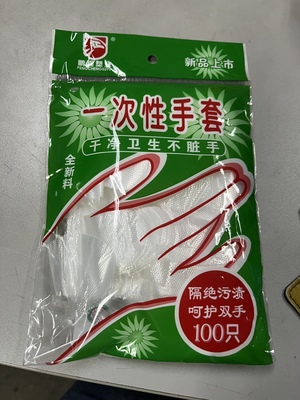 新品上市
一次性手套
干净卫生不脏手
全新料
隔绝污渍
呵护双手
100只